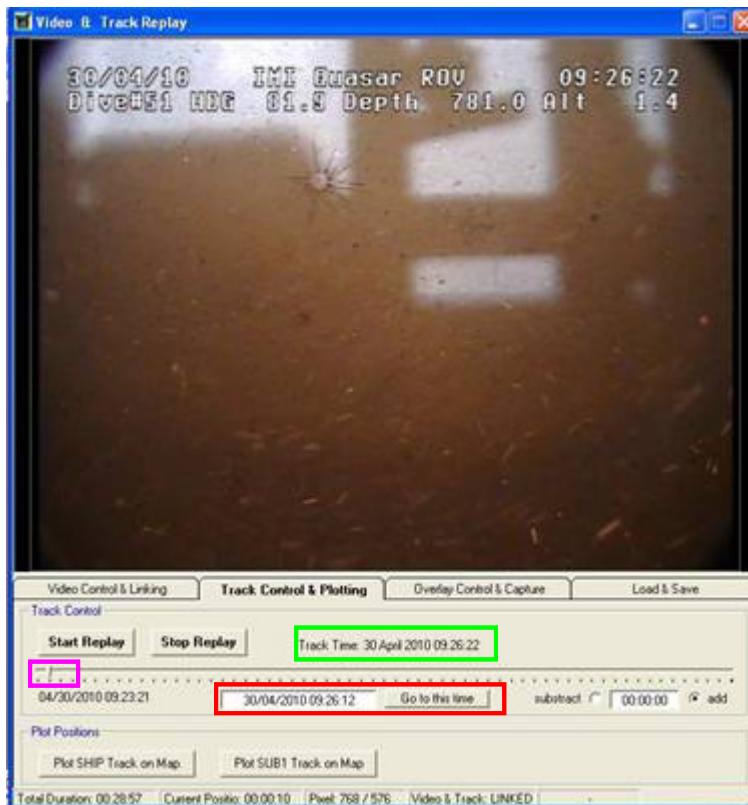 Video & Track Replay
30/04/10 IMI Quasar ROV 09:26:22
Dive#51 HDG 81.9 Depth 781.0 Alt 1.4
Video Control & Linking Track Control & Plotting Overlay Control & Capture Load & Save
Track Control
Start Replay Stop Replay Track Time: 30 April 2010 09:26:22
04/30/2010 09:23:21 30/04/2010 09:26:12 Go to this time substract 00:00:00 add
Plot Positions
Plot SHIP Track on Map Plot SUB1 Track on Map
Total Duration: 00:28:57 Current Positio: 00:00:10 Pixel: 768 / 576 Video & Track: LINKED -